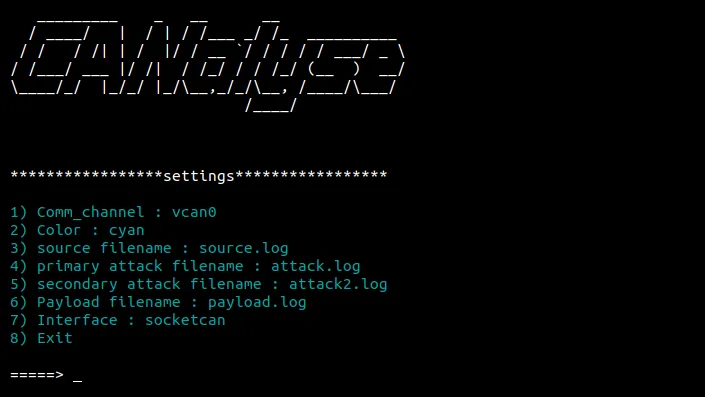 CANalyse
*****************settings*****************
1) Comm_channel : vcan0
2) Color : cyan
3) source filename : source.log
4) primary attack filename : attack.log
5) secondary attack filename : attack2.log
6) Payload filename : payload.log
7) Interface : socketcan
8) Exit
=====> _